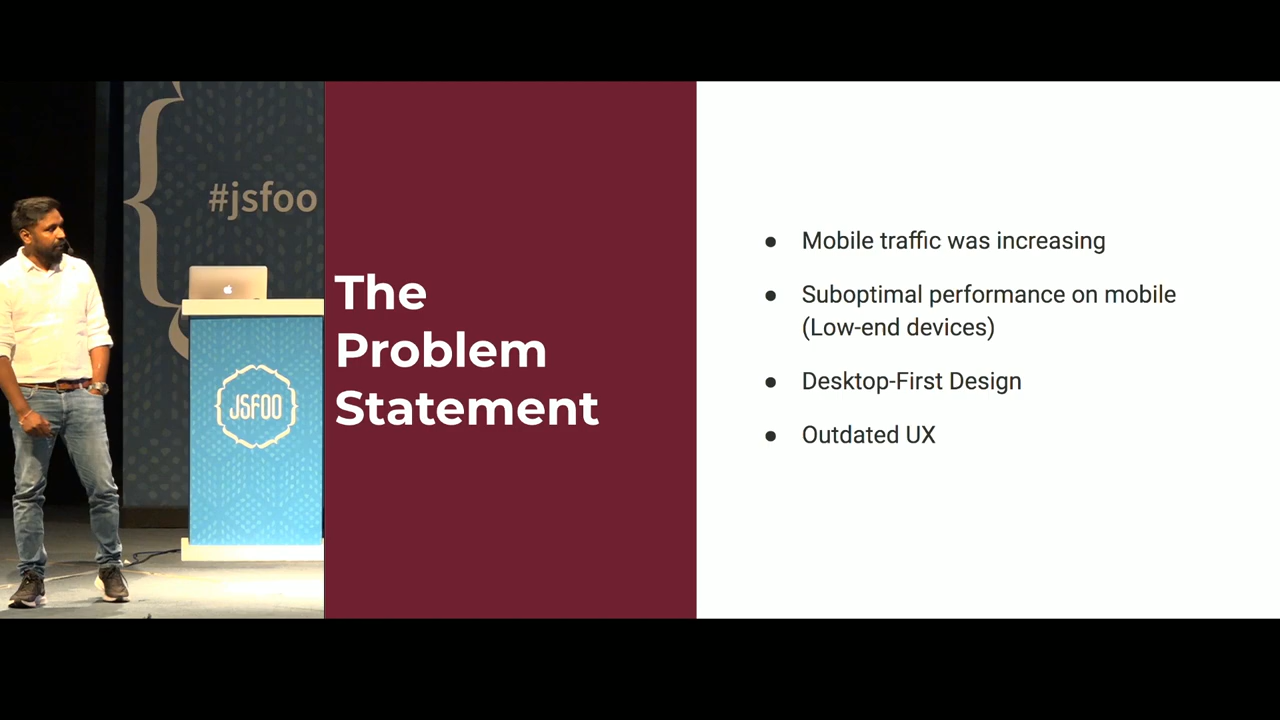 #jsfoo
JSFOO
The
Problem
Statement
● Mobile traffic was increasing
● Suboptimal performance on mobile
(Low-end devices)
● Desktop-First Design
● Outdated UX